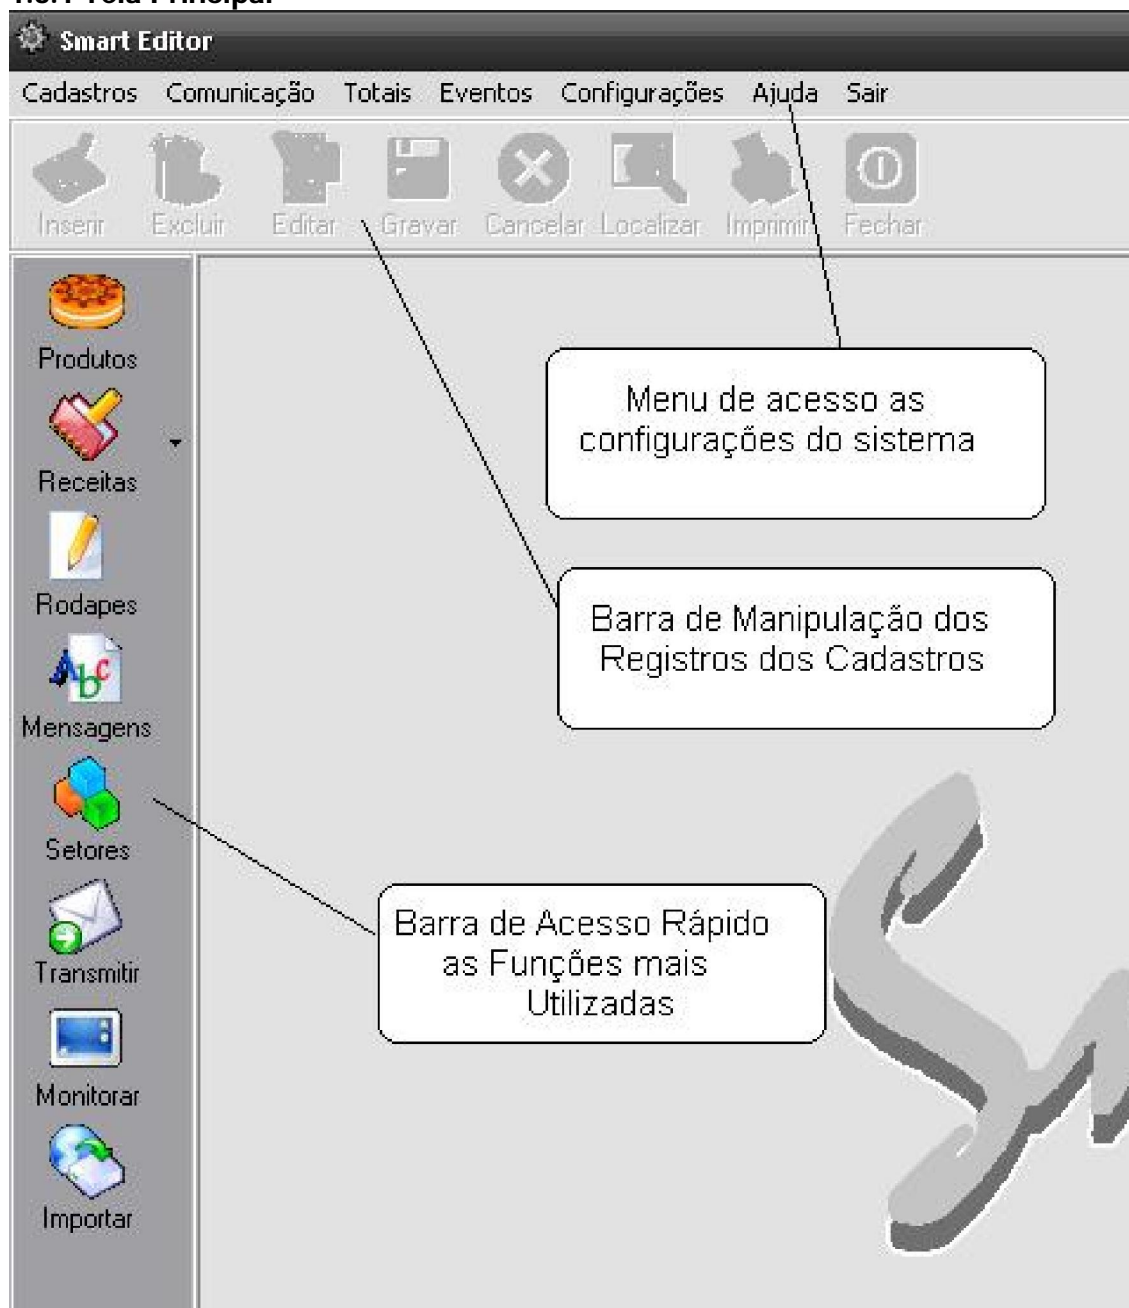 Smart Editor
Cadastros Comunicação Totais Eventos Configurações Ajuda Sair
Inserir Excluir Editar Gravar Cancelar Localizar Imprimir Fechar
Produtos
Receitas
Rodapes
Mensagens
Setores
Transmitir
Monitorar
Importar
Menu de acesso as
configurações do sistema
Barra de Manipulação dos
Registros dos Cadastros
Barra de Acesso Rápido
as Funções mais
Utilizadas